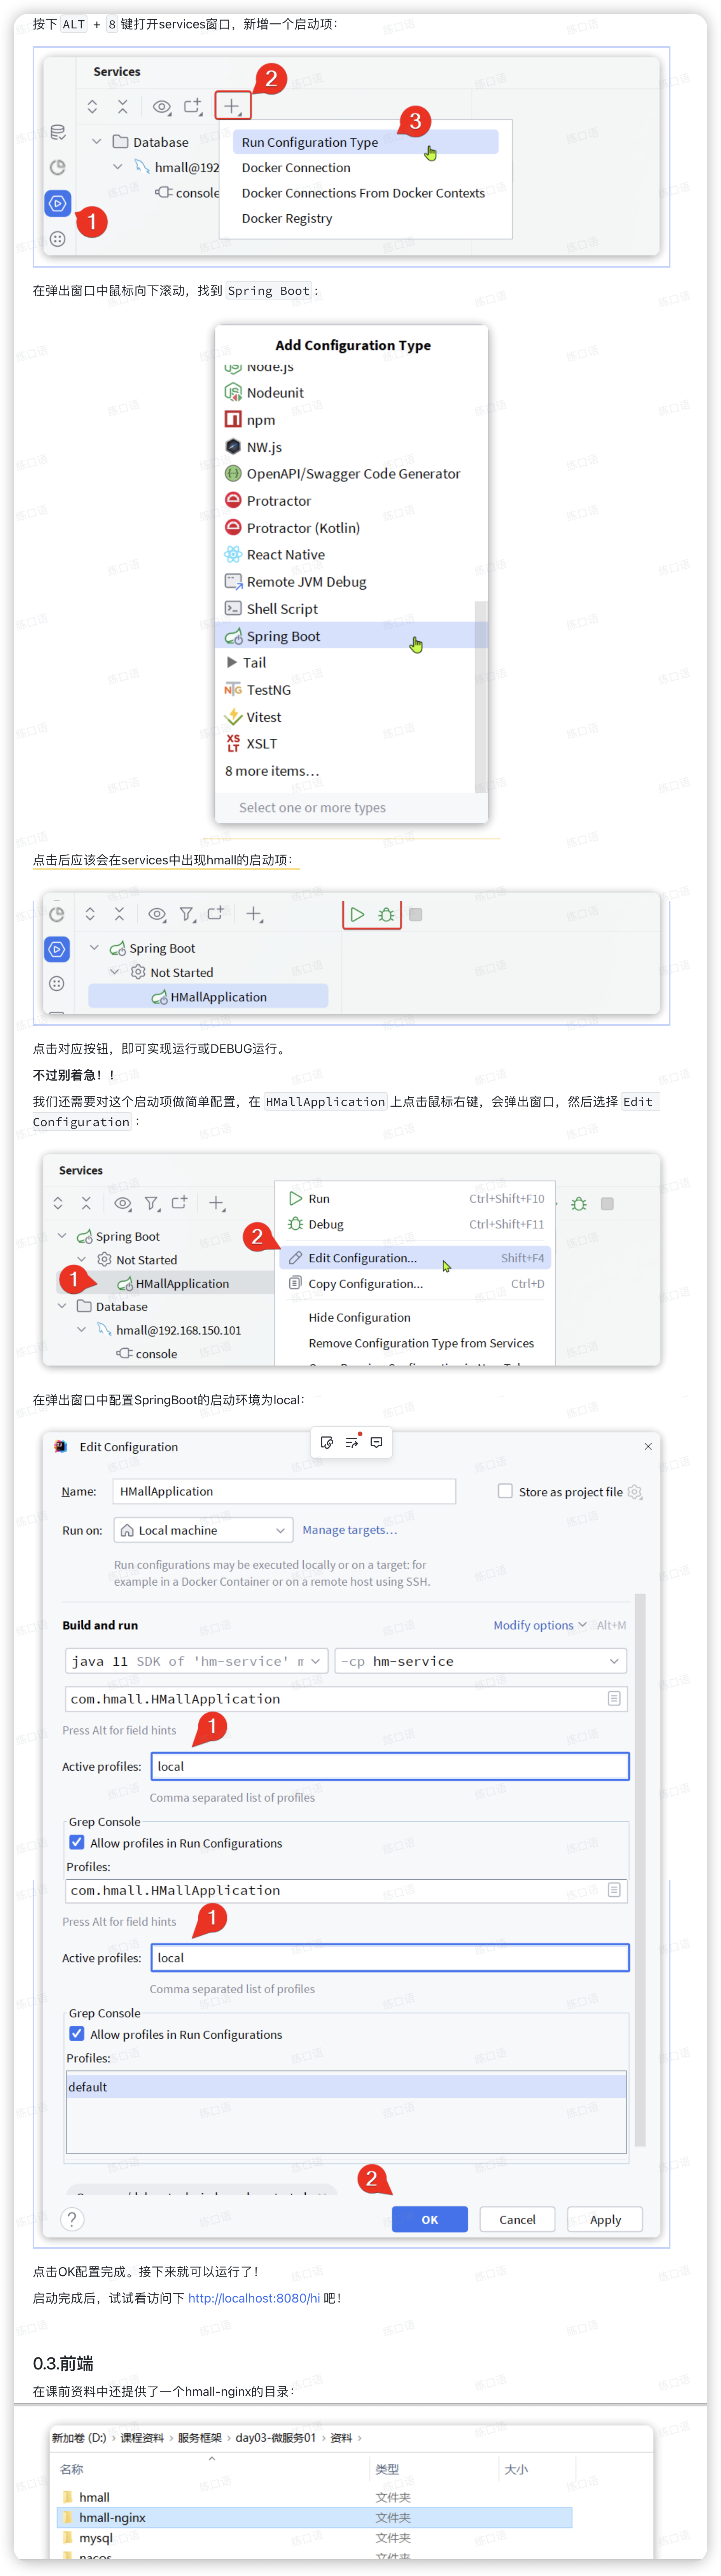 按下 ALT + 8 键打开services窗口，新增一个启动项：
Services
2
3
Database
Run Configuration Type
hmall@192
Docker Connection
console
Docker Connections From Docker Contexts
1
Docker Registry
在弹出窗口中鼠标向下滚动，找到 Spring Boot：
Add Configuration Type
Node.js
Nodeunit
npm
NW.js
OpenAPI/Swagger Code Generator
Protractor
Protractor (Kotlin)
React Native
Remote JVM Debug
Shell Script
Spring Boot
Tail
TestNG
Vitest
XSLT
8 more items...
Select one or more types
点击后应该会在services中出现hmall的启动项：
Spring Boot
Not Started
HMallApplication
点击对应按钮，即可实现运行或DEBUG运行。
不过别着急！！
我们还需要对这个启动项做简单配置，在 HMallApplication 上点击鼠标右键，会弹出窗口，然后选择 Edit
Configuration：
Services
Run Ctrl+Shift+F10
Spring Boot
2
Debug Ctrl+Shift+F11
Not Started
Edit Configuration... Shift+F4
1
HMallApplication
Copy Configuration... Ctrl+D
Database
Hide Configuration
hmall@192.168.150.101
Remove Configuration Type from Services
console
在弹出窗口中配置SpringBoot的启动环境为local：
Edit Configuration
Name: HMallApplication Store as project file
Run on: Local machine Manage targets...
Run configurations may be executed locally or on a target: for
example in a Docker Container or on a remote host using SSH.
Build and run Modify options Alt+M
java 11 SDK of 'hm-service' m -cp hm-service
com.hmall.HMallApplication
Press Alt for field hints
1
Active profiles: local
Comma separated list of profiles
Grep Console
Allow profiles in Run Configurations
Profiles:
com.hmall.HMallApplication
Press Alt for field hints
1
Active profiles: local
Comma separated list of profiles
Grep Console
Allow profiles in Run Configurations
Profiles:
default
2
? OK Cancel Apply
点击OK配置完成。接下来就可以运行了！
启动完成后，试试看访问下 http://localhost:8080/hi 吧！
0.3.前端
在课前资料中还提供了一个hmall-nginx的目录：
新加卷 (D:) › 课程资料 › 服务框架 › day03-微服务01 › 资料 ›
名称 类型 大小
hmall 文件夹
hmall-nginx 文件夹
mysql 文件夹
nacos 文件夹
练口语